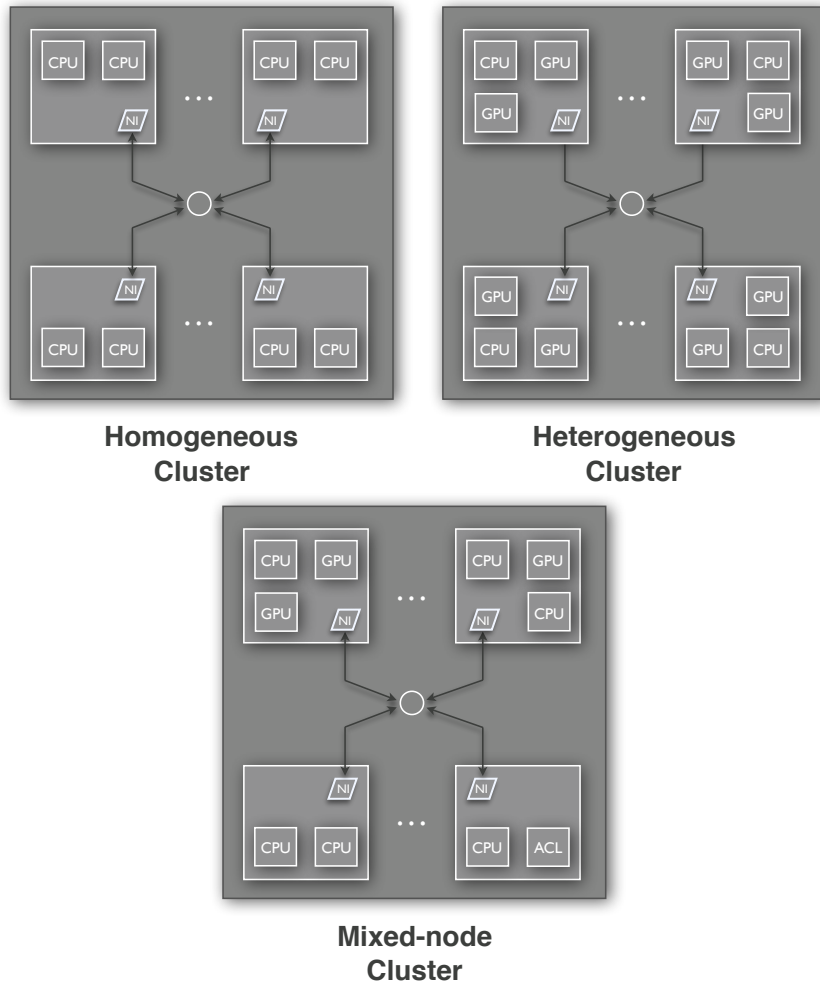 CPU CPU
CPU CPU
NI
NI
...
NI
NI
...
CPU CPU
CPU CPU
Homogeneous
Cluster
CPU GPU
GPU CPU
GPU
NI
...
NI
GPU
GPU
NI
...
NI
GPU
CPU GPU
GPU CPU
Heterogeneous
Cluster
CPU GPU
CPU GPU
GPU
NI
...
NI
CPU
NI
NI
...
CPU CPU
CPU ACL
Mixed-node
Cluster